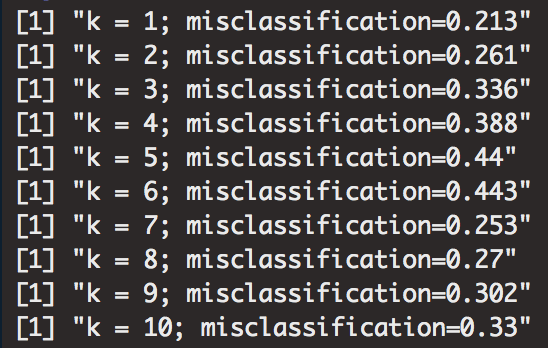 [1] "k = 1; misclassification=0.213"
[1] "k = 2; misclassification=0.261"
[1] "k = 3; misclassification=0.336"
[1] "k = 4; misclassification=0.388"
[1] "k = 5; misclassification=0.44"
[1] "k = 6; misclassification=0.443"
[1] "k = 7; misclassification=0.253"
[1] "k = 8; misclassification=0.27"
[1] "k = 9; misclassification=0.302"
[1] "k = 10; misclassification=0.33"